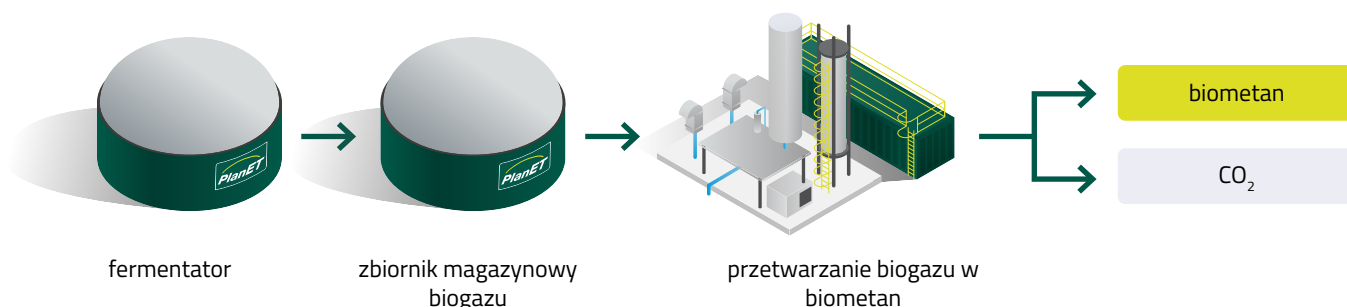 PlanET
PlanET
biometan
CO₂
fermentator
zbiornik magazynowy
biogazu
przetwarzanie biogazu w
biometan